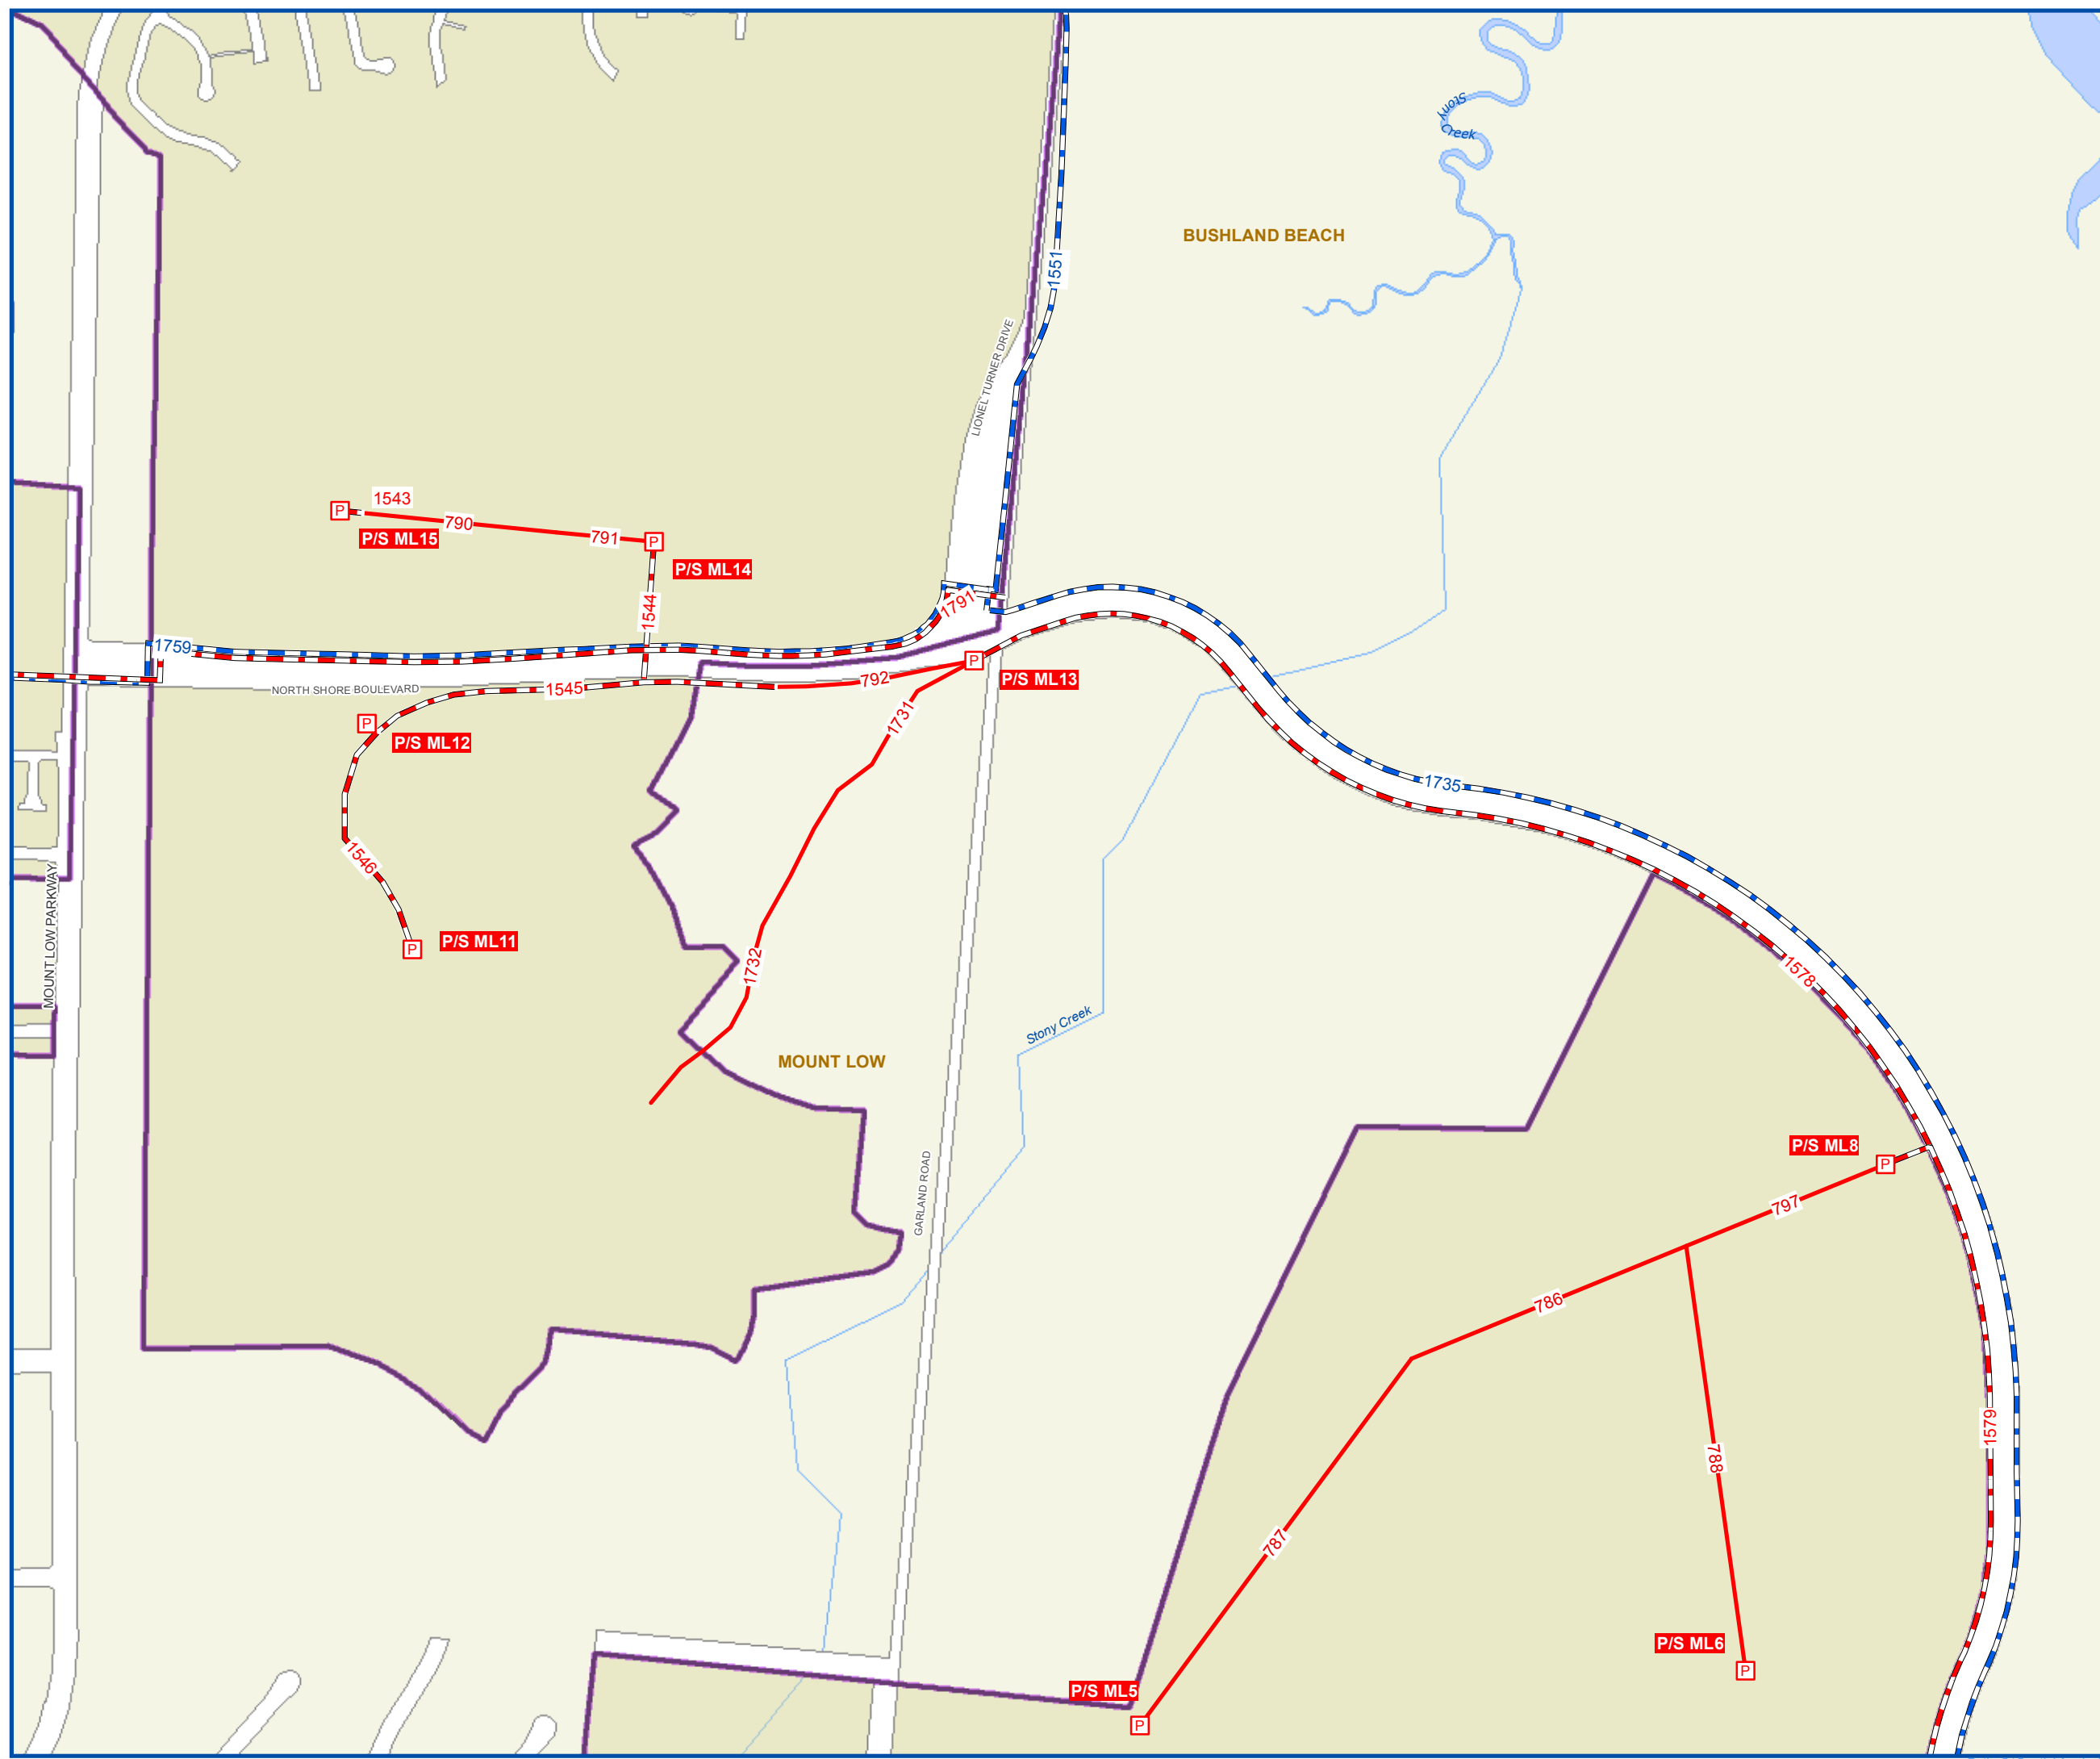 Stony
Creek
BUSHLAND BEACH
1551
LIONEL TURNER DRIVE
1543
790
791
P/S ML15
P
P
P/S ML14
1544
1791
1759
NORTH SHORE BOULEVARD
1545
792
P
P/S ML13
P
P/S ML12
1731
1735
1546
MOUNT LOW PARKWAY
P/S ML11
P
1732
1578
Stony Creek
MOUNT LOW
P/S ML8
P
GARLAND ROAD
797
786
1579
788
787
P/S ML6
P
P/S ML5
P